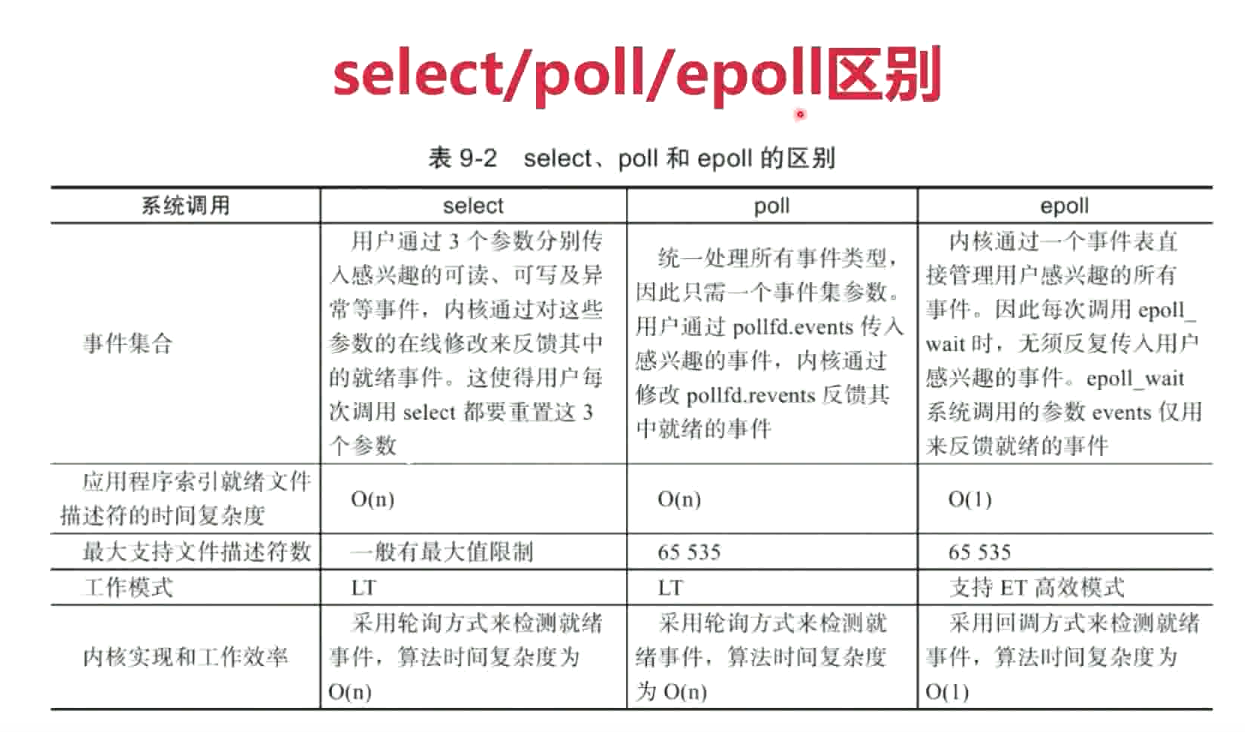 select/poll/epoll区别
表 9-2 select、poll 和 epoll 的区别
系统调用
select
poll
epoll
事件集合
用户通过 3 个参数分别传
入感兴趣的可读、可写及异
常等事件，内核通过对这些
参数的在线修改来反馈其中
的就绪事件。这使得用户每
次调用 select 都要重置这 3
个参数
统一处理所有事件类型，
因此只需一个事件集参数。
用户通过 pollfd.events 传入
感兴趣的事件，内核通过
修改 pollfd.revents 反馈其
中就绪的事件
内核通过一个事件表直
接管理用户感兴趣的所有
事件。因此每次调用 epoll_
wait 时，无须反复传入用户
感兴趣的事件。epoll_wait
系统调用的参数 events 仅用
来反馈就绪的事件
应用程序索引就绪文件
描述符的时间复杂度
O(n)
O(n)
O(1)
最大支持文件描述符数
一般有最大值限制
65 535
65 535
工作模式
LT
LT
支持 ET 高效模式
内核实现和工作效率
采用轮询方式来检测就绪
事件，算法时间复杂度为
O(n)
采用轮询方式来检测就
绪事件，算法时间复杂度
为 O(n)
采用回调方式来检测就绪
事件，算法时间复杂度为
O(1)